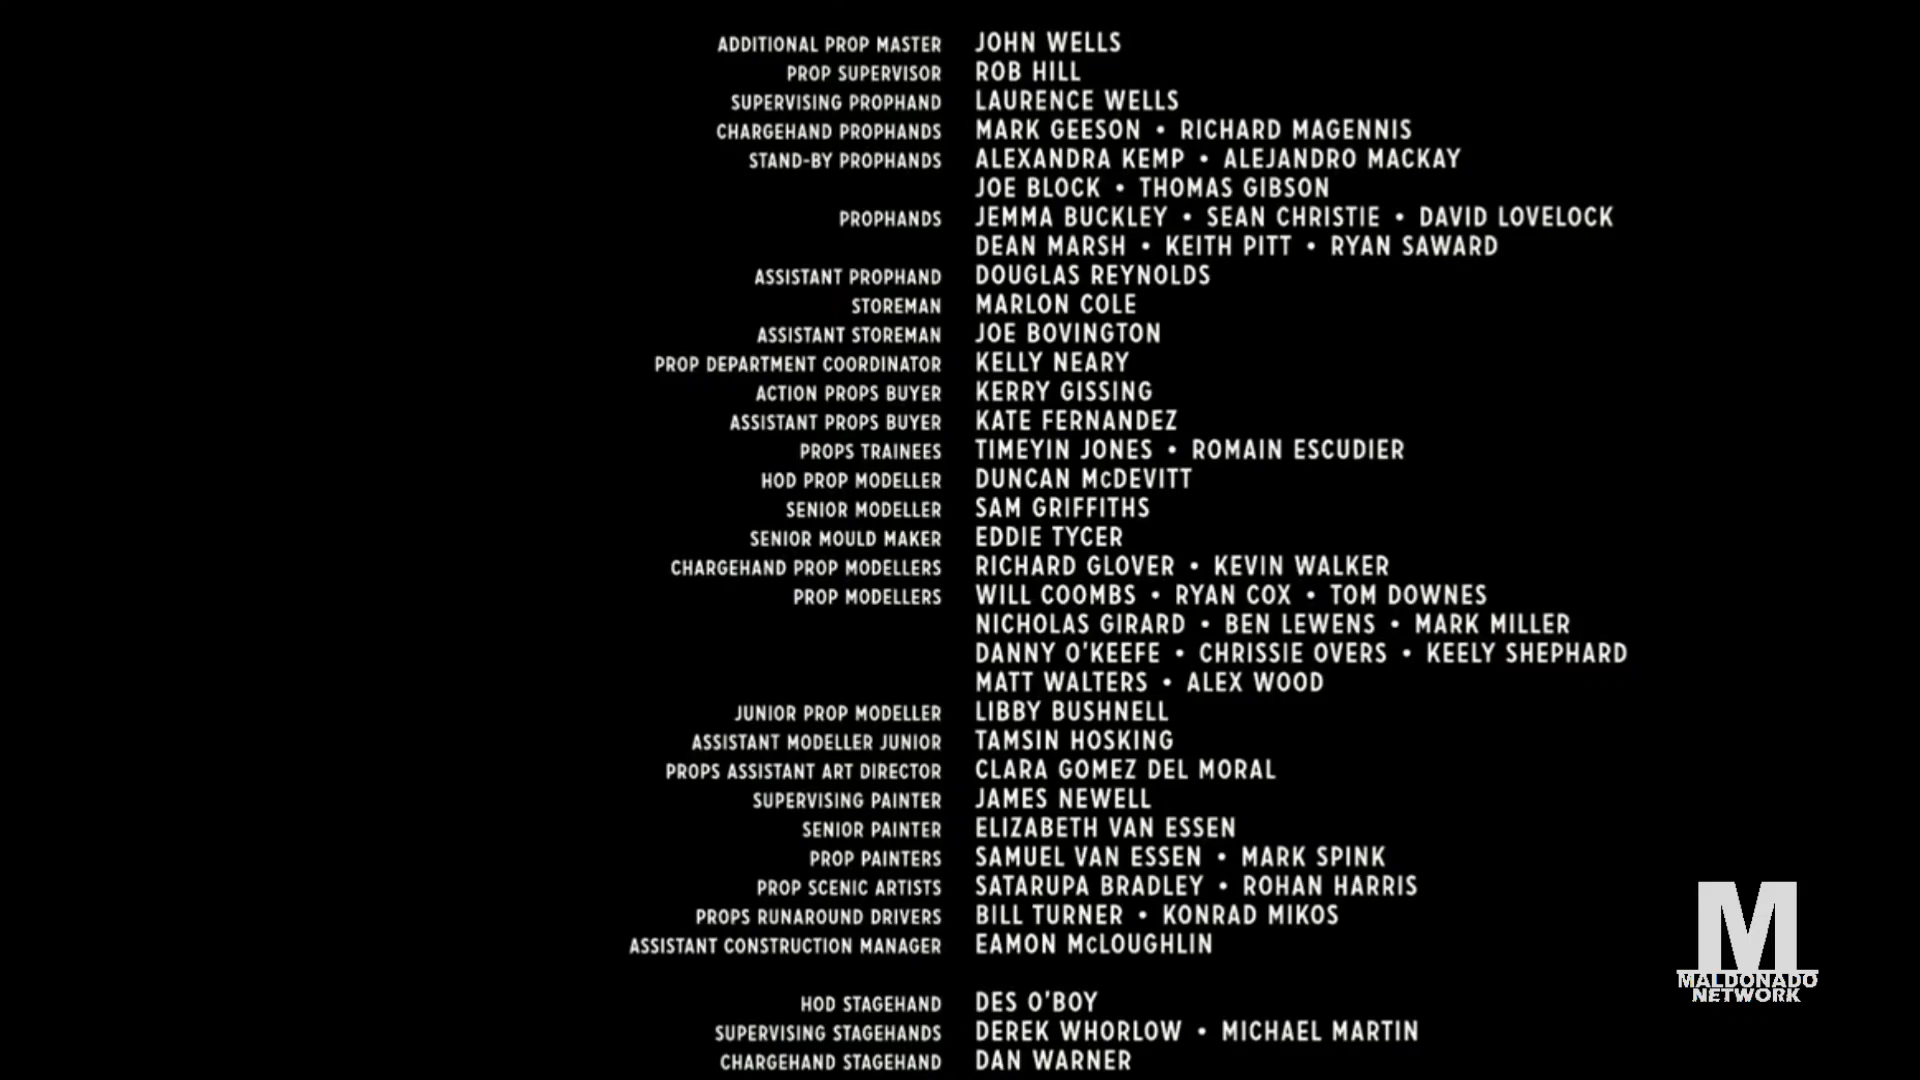 ADDITIONAL PROP MASTER JOHN WELLS
PROP SUPERVISOR ROB HILL
SUPERVISING PROPHAND LAURENCE WELLS
CHARGEHAND PROPHANDS MARK GEESON • RICHARD MAGENNIS
STAND-BY PROPHANDS ALEXANDRA KEMP • ALEJANDRO MACKAY
JOE BLOCK • THOMAS GIBSON
PROPHANDS JEMMA BUCKLEY • SEAN CHRISTIE • DAVID LOVELOCK
DEAN MARSH • KEITH PITT • RYAN SAWARD
ASSISTANT PROPHAND DOUGLAS REYNOLDS
STOREMAN MARLON COLE
ASSISTANT STOREMAN JOE BOVINGTON
PROP DEPARTMENT COORDINATOR KELLY NEARY
ACTION PROPS BUYER KERRY GISSING
ASSISTANT PROPS BUYER KATE FERNANDEZ
PROPS TRAINEES TIMEYIN JONES • ROMAIN ESCUDIER
HOD PROP MODELLER DUNCAN McDEVITT
SENIOR MODELLER SAM GRIFFITHS
SENIOR MOULD MAKER EDDIE TYCER
CHARGEHAND PROP MODELLERS RICHARD GLOVER • KEVIN WALKER
PROP MODELLERS WILL COOMBS • RYAN COX • TOM DOWNES
NICHOLAS GIRARD • BEN LEWENS • MARK MILLER
DANNY O'KEEFE • CHRISSIE OVERS • KEELY SHEPHARD
MATT WALTERS • ALEX WOOD
JUNIOR PROP MODELLER LIBBY BUSHNELL
ASSISTANT MODELLER JUNIOR TAMSIN HOSKING
PROPS ASSISTANT ART DIRECTOR CLARA GOMEZ DEL MORAL
SUPERVISING PAINTER JAMES NEWELL
SENIOR PAINTER ELIZABETH VAN ESSEN
PROP PAINTERS SAMUEL VAN ESSEN • MARK SPINK
PROP SCENIC ARTISTS SATARUPA BRADLEY • ROHAN HARRIS
PROPS RUNAROUND DRIVERS BILL TURNER • KONRAD MIKOS
ASSISTANT CONSTRUCTION MANAGER EAMON McLOUGHLIN
HOD STAGEHAND DES O'BOY
SUPERVISING STAGEHANDS DEREK WHORLOW • MICHAEL MARTIN
CHARGEHAND STAGEHAND DAN WARNER
M
MALDONADO
NETWORK